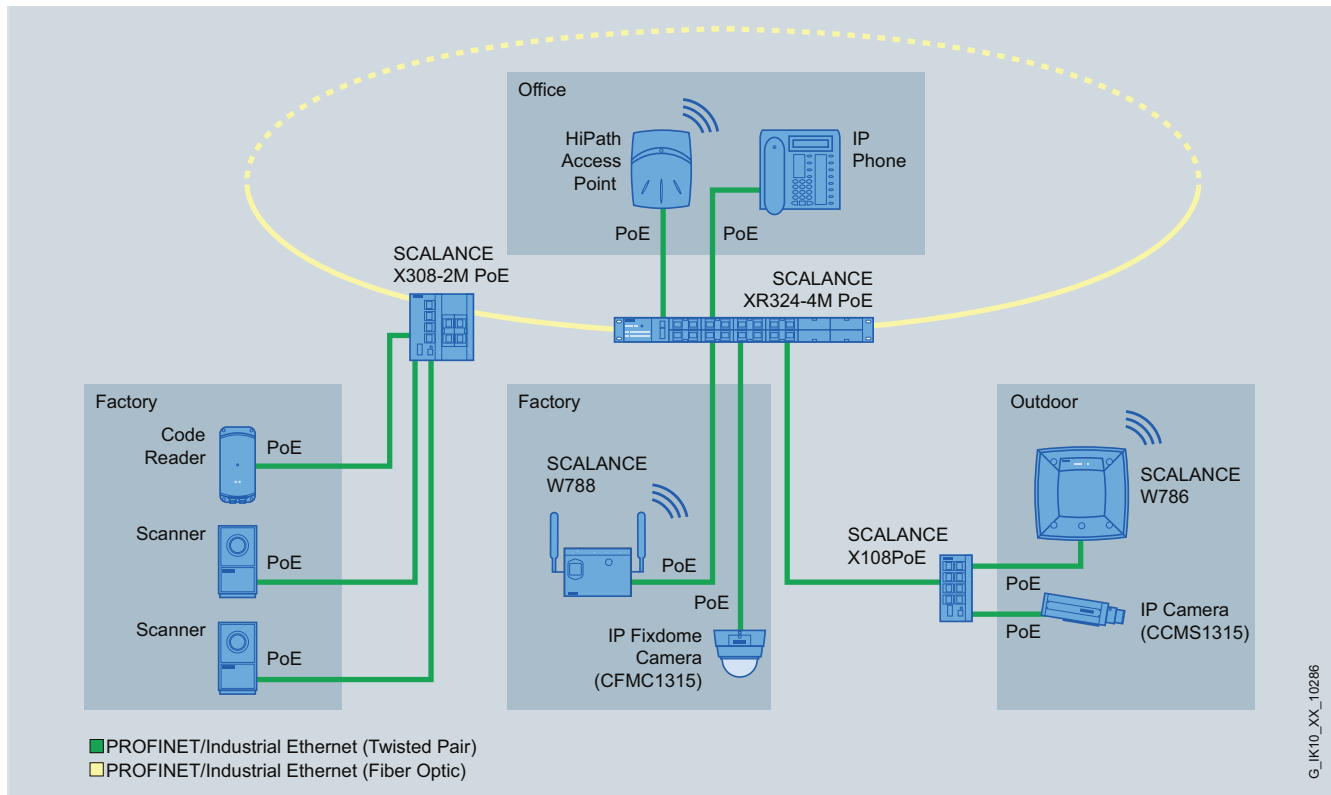 Office
HiPath
Access
Point
IP
Phone
PoE
PoE
SCALANCE
X308-2M PoE
SCALANCE
XR324-4M PoE
Factory
Code
Reader
PoE
Scanner
PoE
Scanner
PoE
Factory
SCALANCE
W788
PoE
PoE
IP Fixdome
Camera
(CFMC1315)
Outdoor
SCALANCE
W786
SCALANCE
X108PoE
PoE
PoE
IP Camera
(CCMS1315)
PROFINET/Industrial Ethernet (Twisted Pair)
PROFINET/Industrial Ethernet (Fiber Optic)
G_IK10_XX_10286